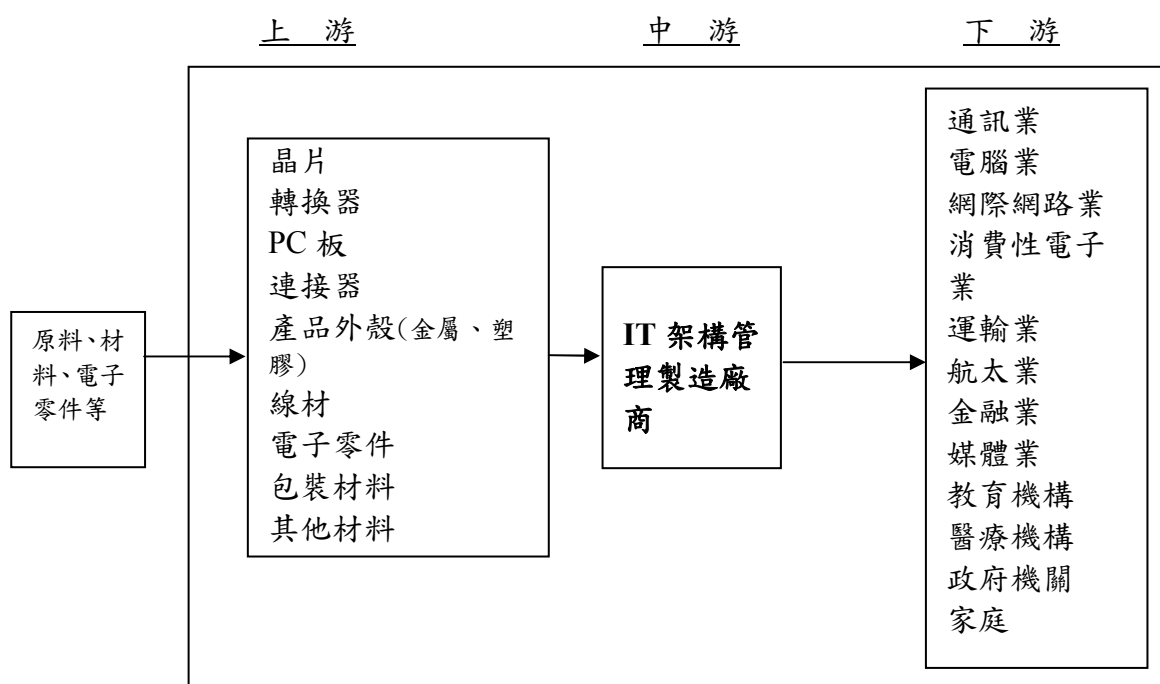 上 游
中 游
下 游
原料、材
料、電子
零件等
晶片
轉換器
PC 板
連接器
產品外殼(金屬、塑
膠)
線材
電子零件
包裝材料
其他材料
IT 架構管
理製造廠
商
通訊業
電腦業
網際網路業
消費性電子
業
運輸業
航太業
金融業
媒體業
教育機構
醫療機構
政府機關
家庭